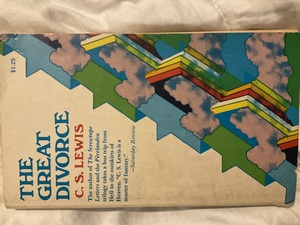 $1.25
THE
GREAT
DIVORCE
C. S. LEWIS
The author of The Screwtape
Letters and the Perelandra
trilogy takes a bus trip from
Hell to the outskirts of
Heaven. "C. S. Lewis is a
master of fantasy."
—Saturday Review